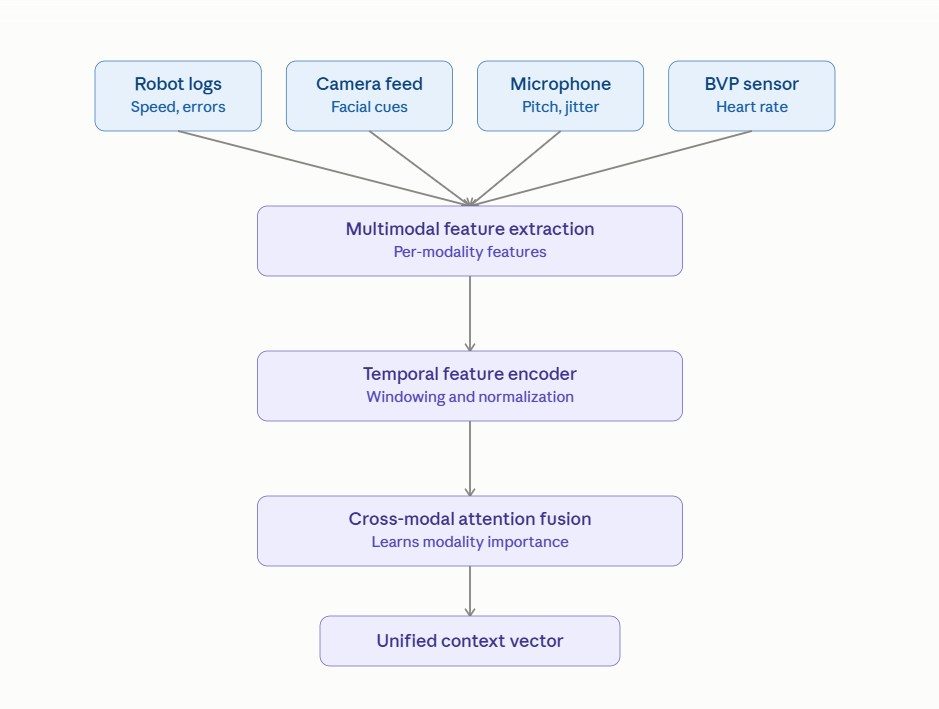 Robot logs
Speed, errors
Camera feed
Facial cues
Microphone
Pitch, jitter
BVP sensor
Heart rate
Multimodal feature extraction
Per-modality features
Temporal feature encoder
Windowing and normalization
Cross-modal attention fusion
Learns modality importance
Unified context vector